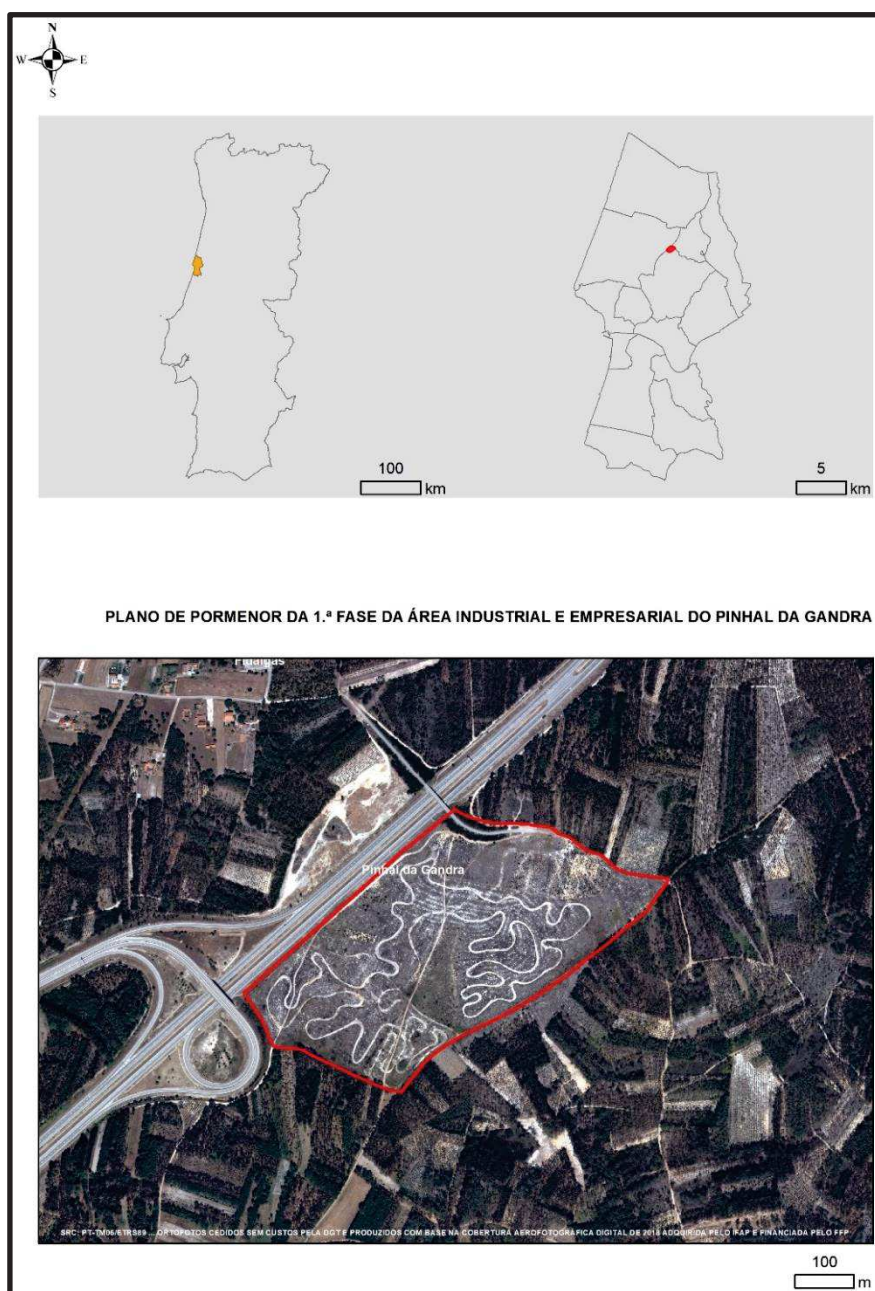 N
W E
S
100
km
5
km
PLANO DE PORMENOR DA 1.ª FASE DA ÁREA INDUSTRIAL E EMPRESARIAL DO PINHAL DA GANDRA
Fidalgas
Pinhal da Gandra
SRC: PT-TM06/ETRS89 ... ORTOFOTOS CEDIDOS SEM CUSTOS PELA DGT E PRODUZIDOS COM BASE NA COBERTURA AEROFOTOGRÁFICA DIGITAL DE 2018 ADQUIRIDA PELO IFAP E FINANCIADA PELO FFP
100
m